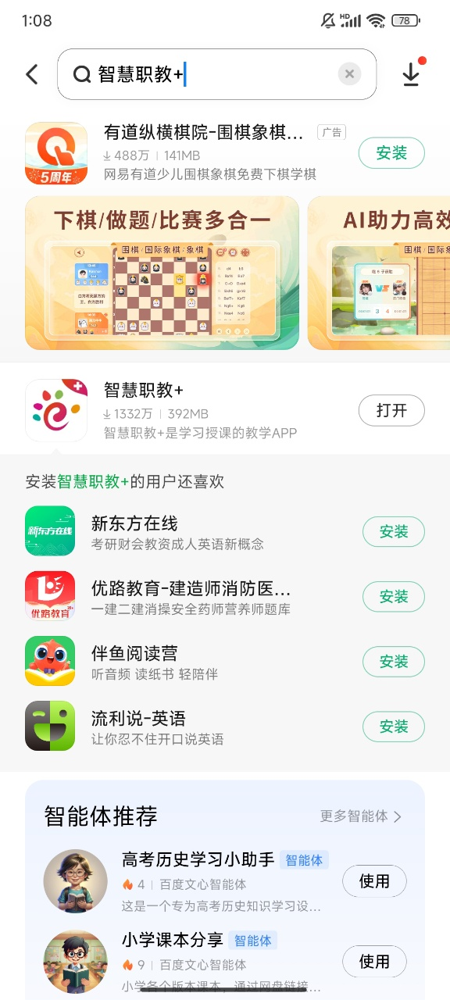 1:08
HD
78
智慧职教+
有道纵横棋院-围棋象棋...
广告
488万
141MB
网易有道少儿围棋象棋免费下棋学棋
安装
5周年
下棋/做题/比赛多合一
围棋/国际象棋/象棋
AI助力高效
围棋/国际象
VS
智慧职教+
1332万
392MB
智慧职教+是学习授课的教学APP
打开
安装智慧职教+的用户还喜欢
新东方在线
新东方在线
考研财会教资成人英语新概念
安装
优路教育
优路教育-建造师消防医...
一建二建消操安全药师营养师题库
安装
伴鱼阅读营
听音频 读纸书 轻陪伴
安装
流利说-英语
让你忍不住开口说英语
安装
智能体推荐
更多智能体
高考历史学习小助手
智能体
4
百度文心智能体
这是一个专为高考历史知识学习设...
使用
小学课本分享
智能体
9
百度文心智能体
小学各个版本课本，通过网盘链接...
使用